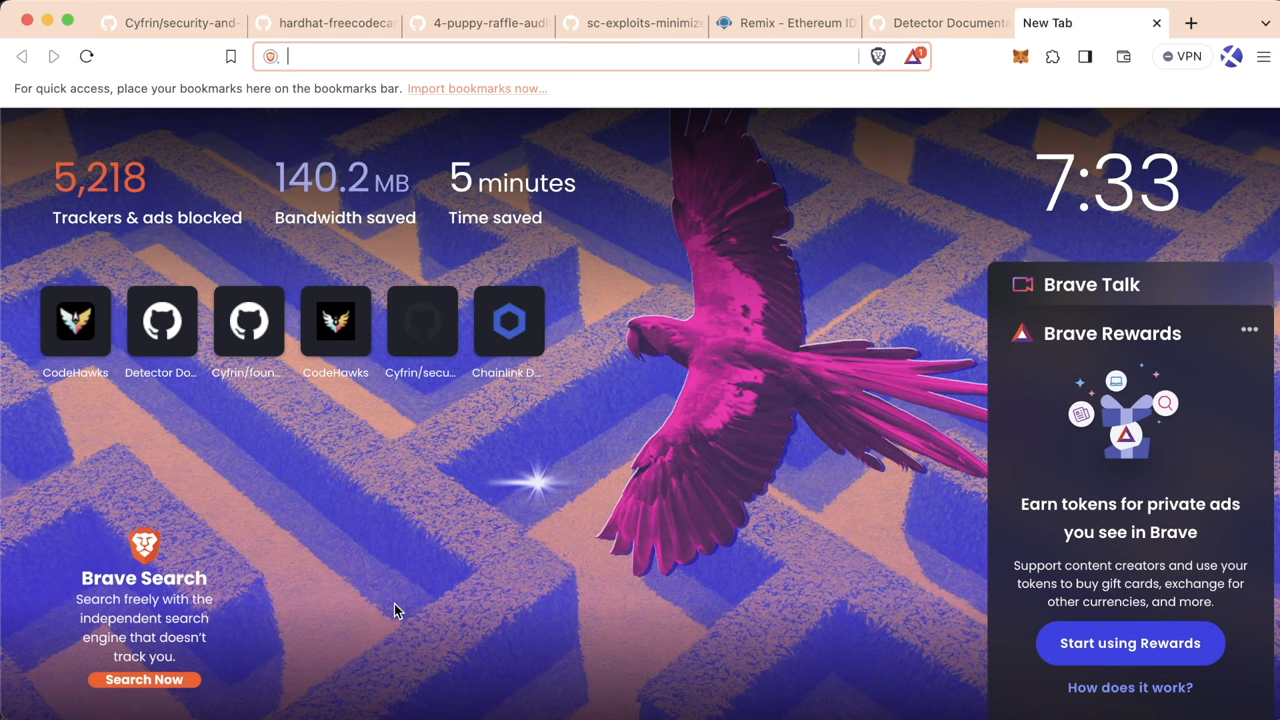 Cyfrin/security-and-
hardhat-freecodecar
4-puppy-raffle-audi
sc-exploits-minimize
Remix - Ethereum ID
Detector Documenta
New Tab
1
VPN
For quick access, place your bookmarks here on the bookmarks bar. Import bookmarks now...
5,218
Trackers & ads blocked
140.2 MB
Bandwidth saved
5 minutes
Time saved
7:33
CodeHawks
Detector Do...
Cyfrin/foun...
CodeHawks
Cyfrin/secu...
Chainlink D...
Brave Talk
Brave Rewards
Earn tokens for private ads
you see in Brave
Support content creators and use your
tokens to buy gift cards, exchange for
other currencies, and more.
Start using Rewards
How does it work?
Brave Search
Search freely with the
independent search
engine that doesn't
track you.
Search Now